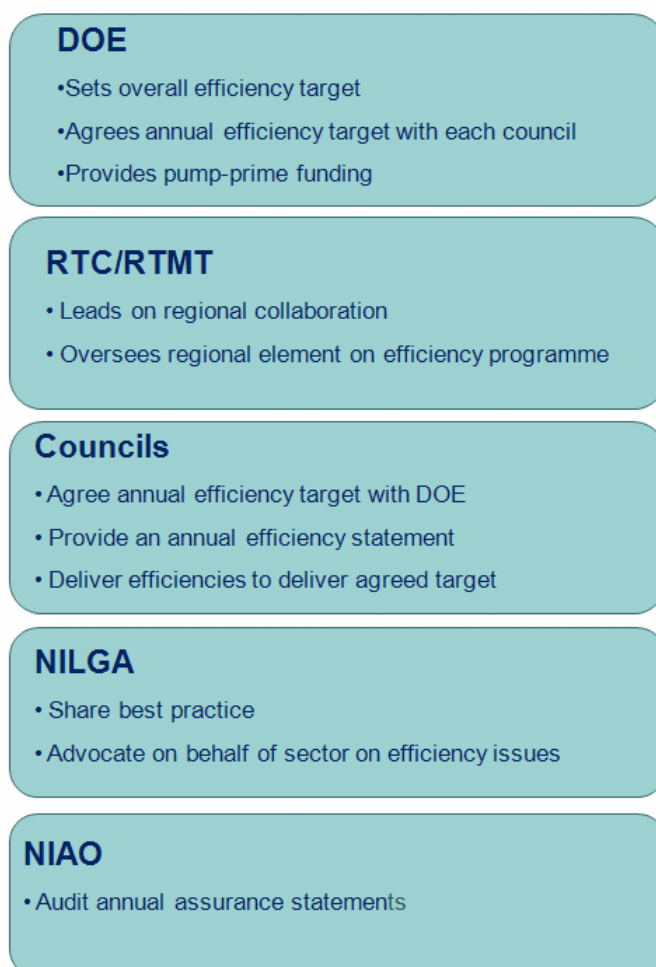 DOE
•Sets overall efficiency target
•Agrees annual efficiency target with each council
•Provides pump-prime funding
RTC/RTMT
• Leads on regional collaboration
• Oversees regional element on efficiency programme
Councils
• Agree annual efficiency target with DOE
• Provide an annual efficiency statement
• Deliver efficiencies to deliver agreed target
NILGA
• Share best practice
• Advocate on behalf of sector on efficiency issues
NIAO
• Audit annual assurance statements